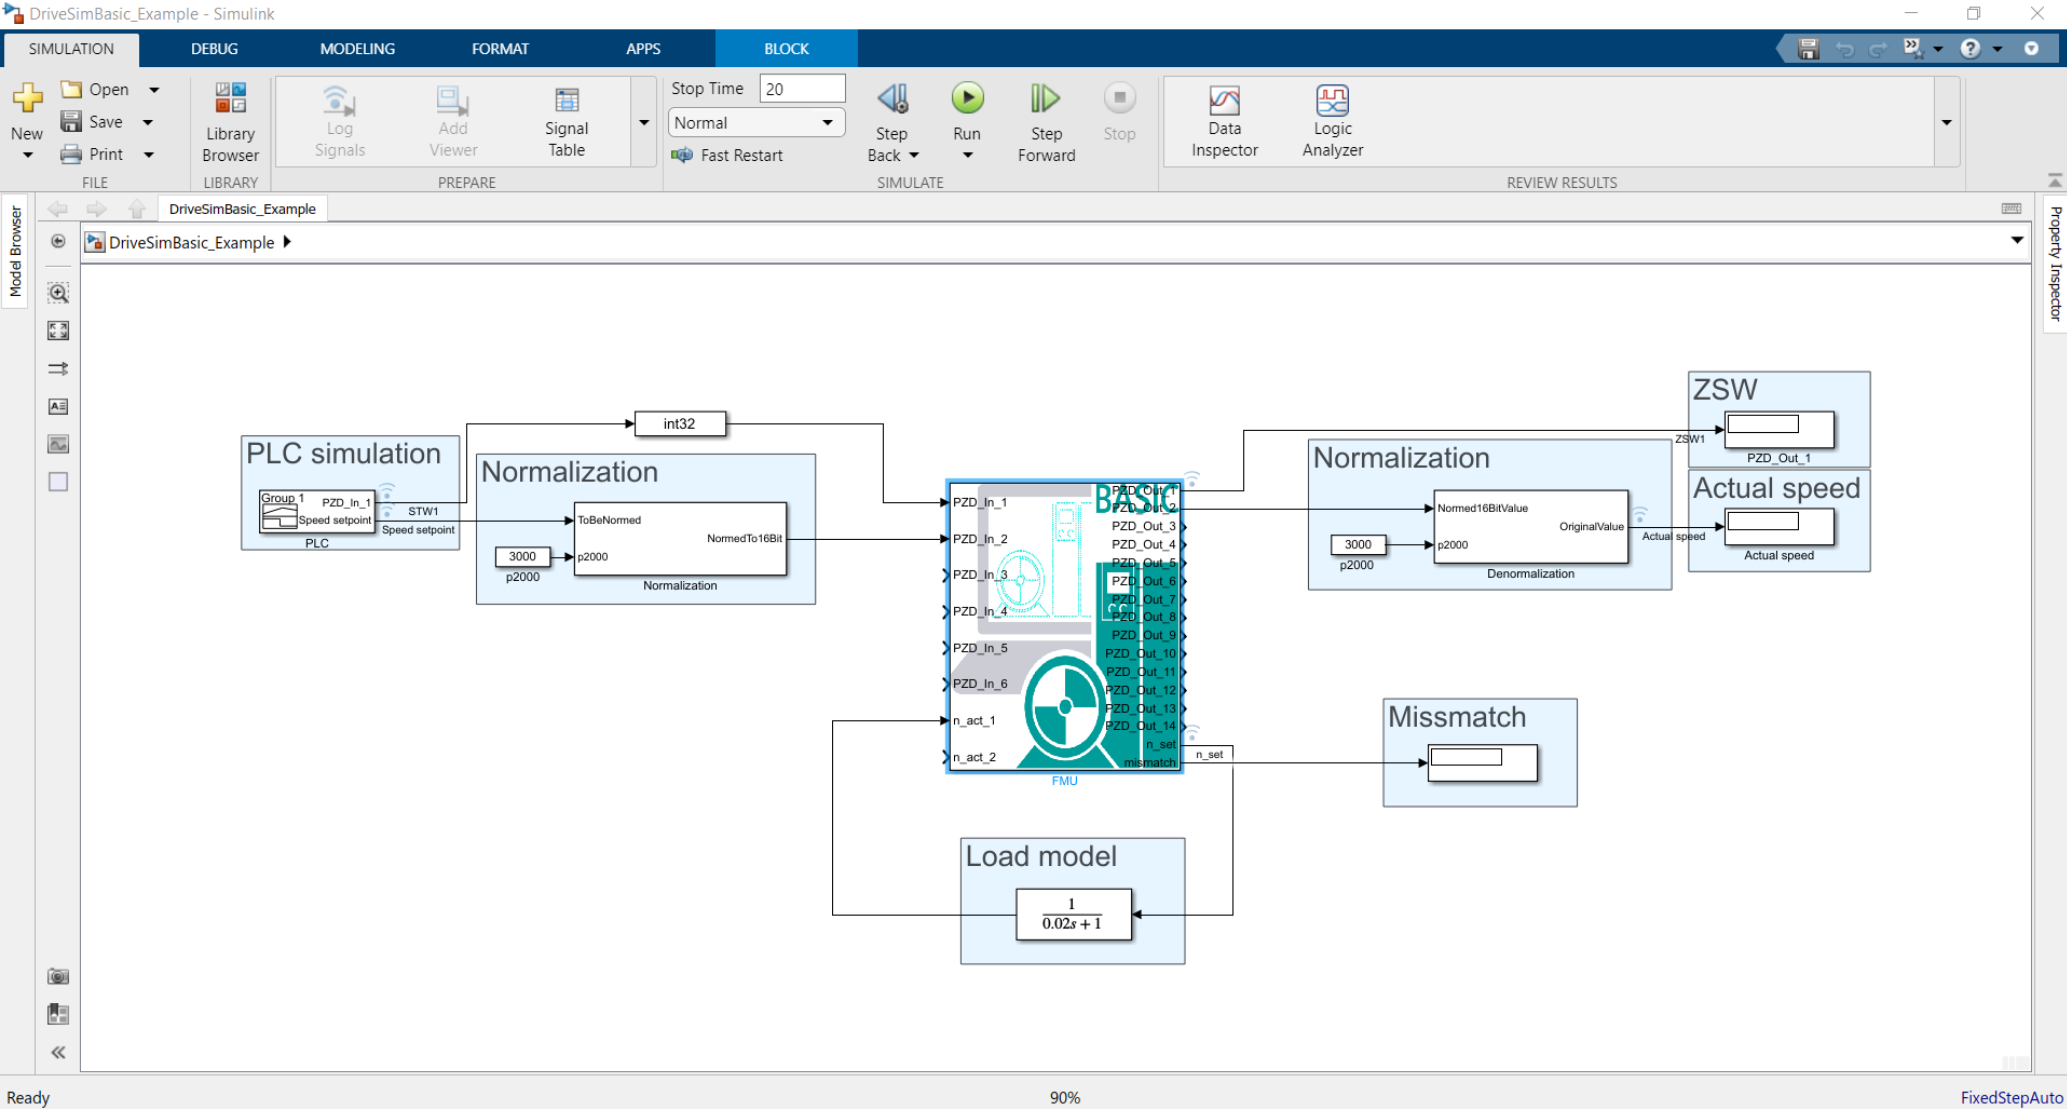 DriveSimBasic_Example - Simulink
SIMULATION
DEBUG
MODELING
FORMAT
APPS
BLOCK
New
Open
Save
Print
FILE
Library
Browser
LIBRARY
Log
Signals
Add
Viewer
Signal
Table
PREPARE
Stop Time
20
Normal
Fast Restart
Step
Back
Run
Step
Forward
Stop
SIMULATE
Data
Inspector
Logic
Analyzer
REVIEW RESULTS
Model Browser
DriveSimBasic_Example
DriveSimBasic_Example
Property Inspector
PLC simulation
Group 1
PZD_In_1
Speed setpoint
PLC
STW1
Speed setpoint
int32
Normalization
ToBeNormed
NormedTo16Bit
3000
p2000
p2000
Normalization
BASIC
PZD_In_1
PZD_In_2
PZD_In_3
PZD_In_4
PZD_In_5
PZD_In_6
n_act_1
n_act_2
PZD_Out_1
PZD_Out_2
PZD_Out_3
PZD_Out_4
PZD_Out_5
PZD_Out_6
PZD_Out_7
PZD_Out_8
PZD_Out_9
PZD_Out_10
PZD_Out_11
PZD_Out_12
PZD_Out_13
PZD_Out_14
n_set
mismatch
FMU
n_set
Normalization
Normed16BitValue
OriginalValue
3000
p2000
p2000
Denormalization
ZSW
ZSW1
PZD_Out_1
Actual speed
Actual speed
Actual speed
Missmatch
Load model
1
0.02s + 1
Ready
90%
FixedStepAuto